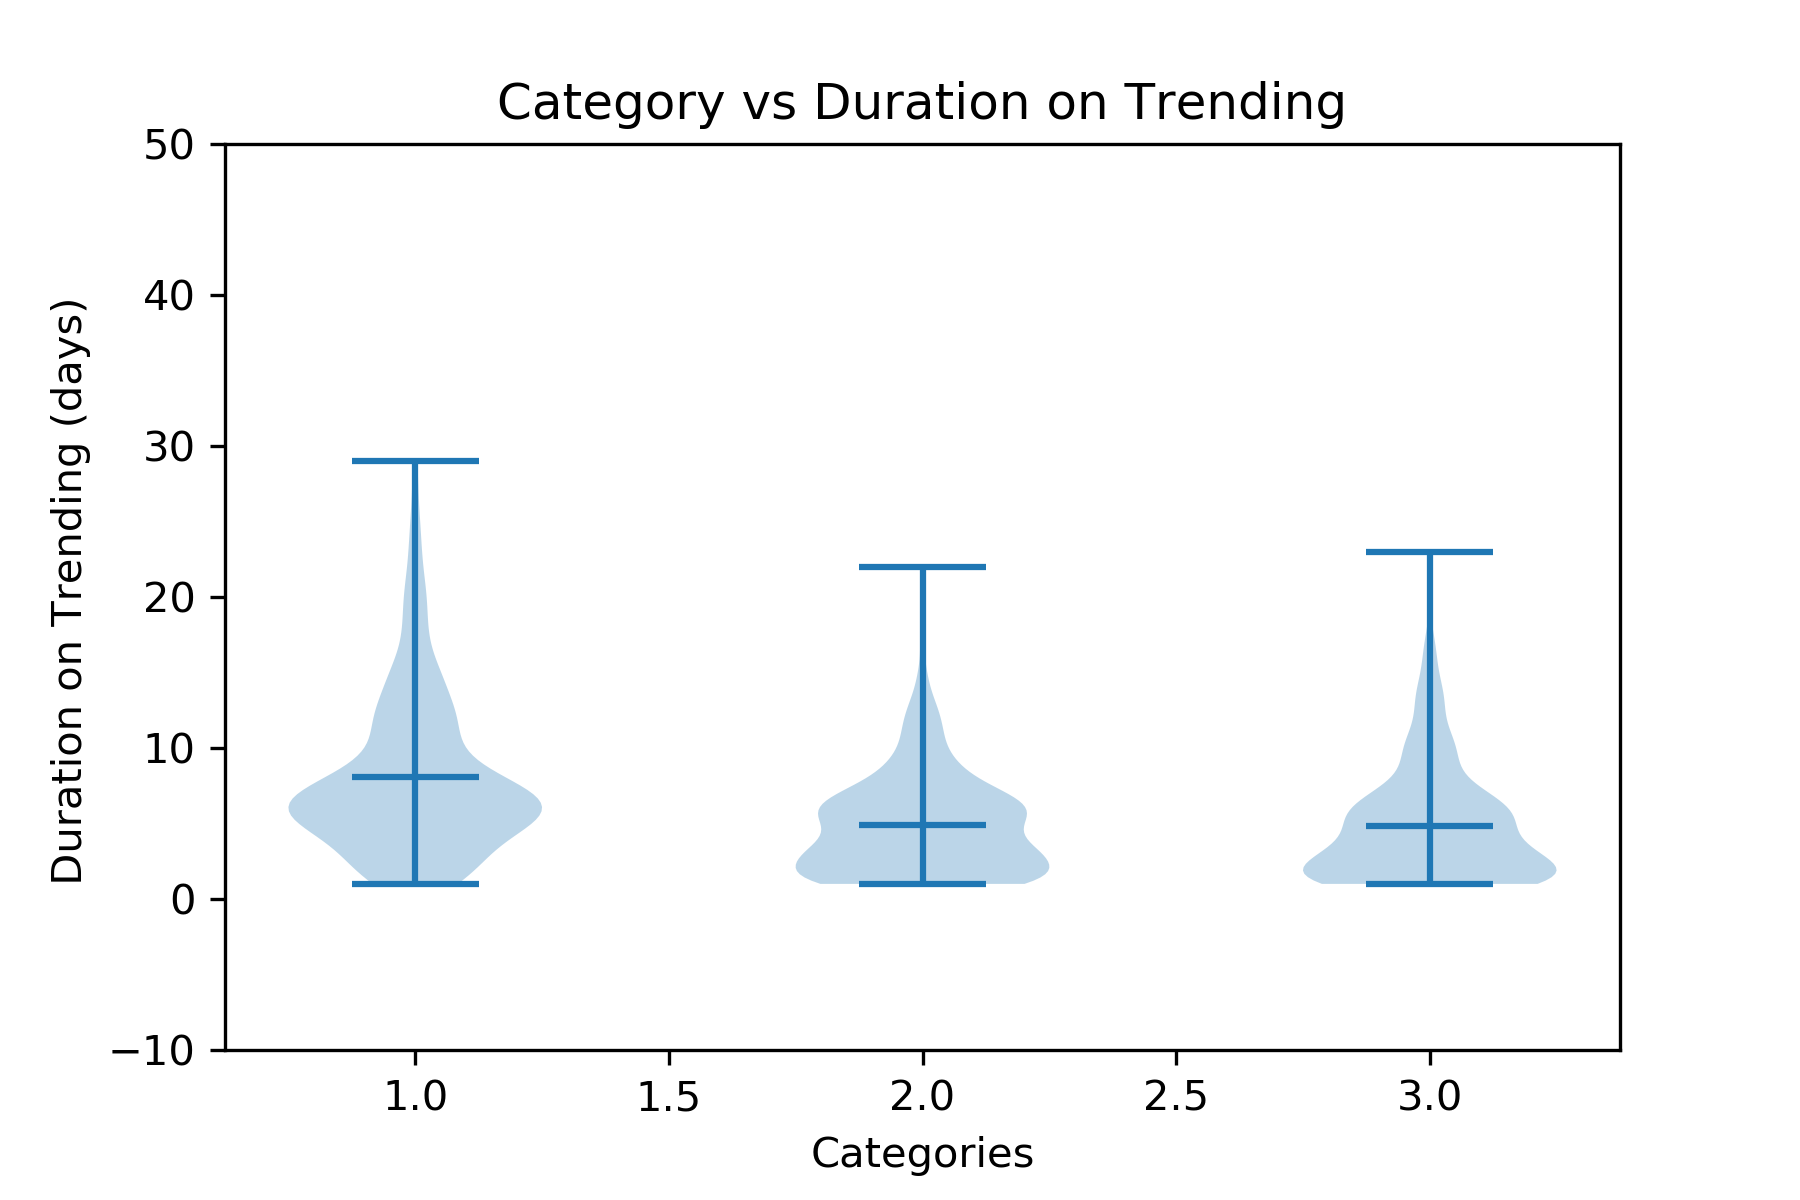 Category vs Duration on Trending
50
40
30
20
10
0
−10
Duration on Trending (days)
1.0 1.5 2.0 2.5 3.0
Categories